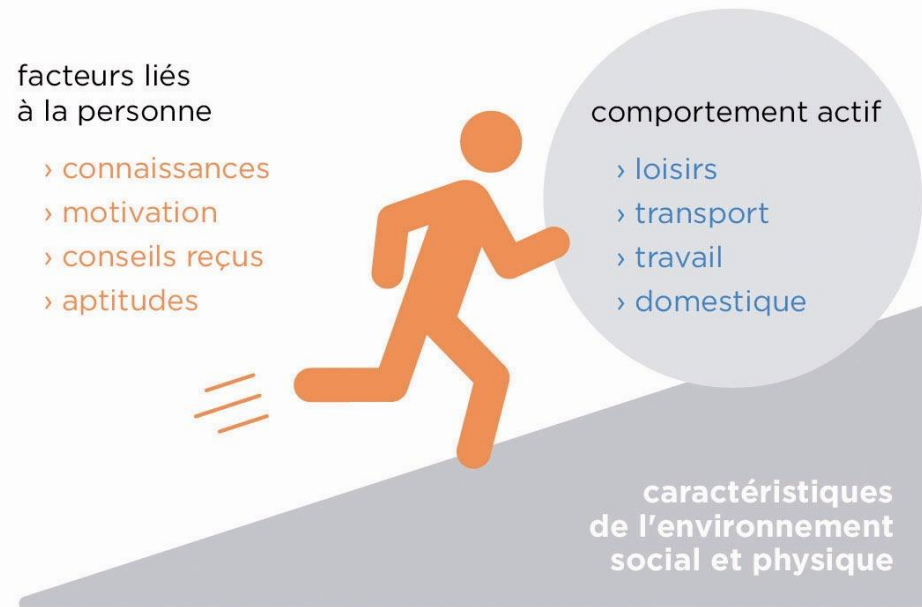 facteurs liés
à la personne
› connaissances
› motivation
› conseils reçus
› aptitudes
comportement actif
› loisirs
› transport
› travail
› domestique
caractéristiques
de l'environnement
social et physique